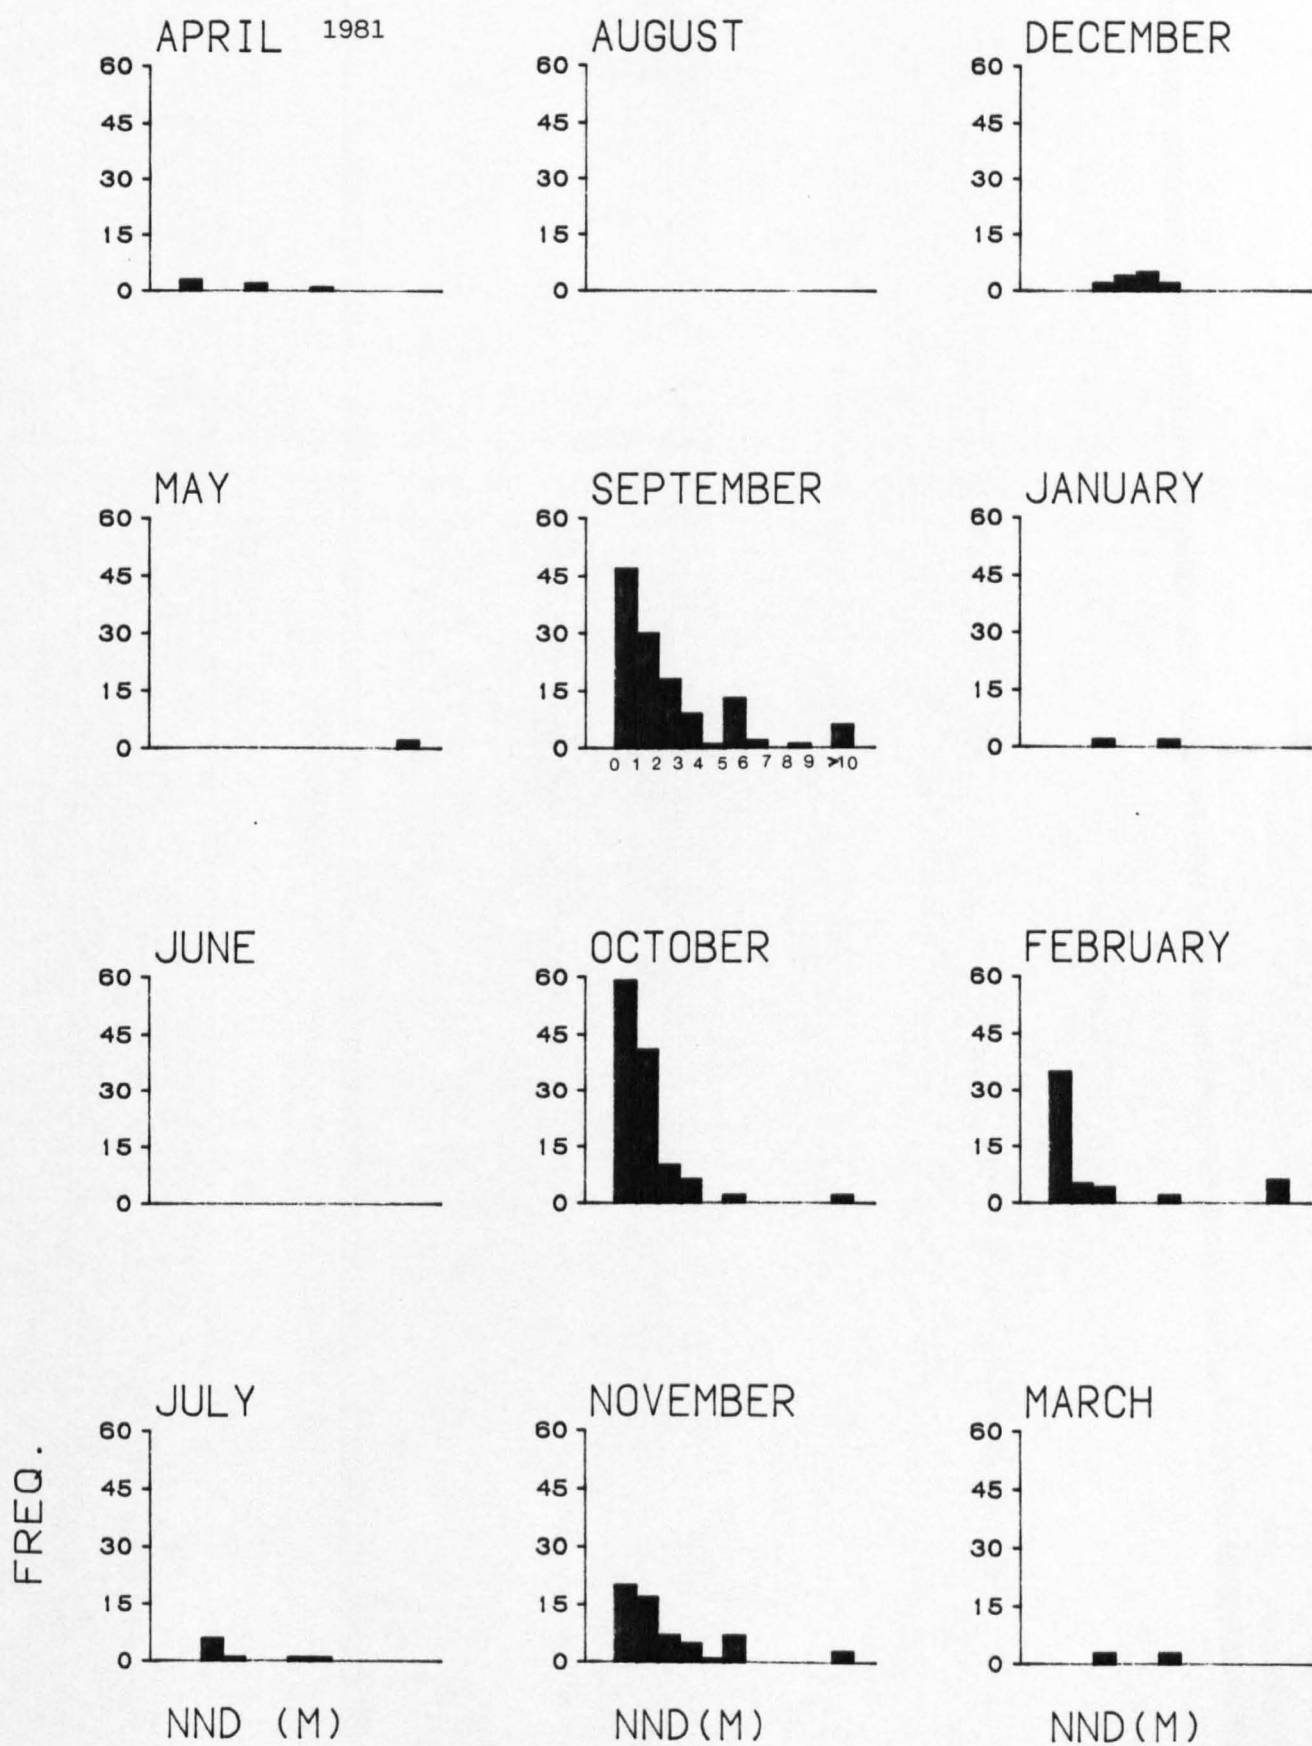 APRIL 1981 AUGUST DECEMBER
60 60 60
45 45 45
30 30 30
15 15 15
0 0 0
MAY SEPTEMBER JANUARY
60 60 60
45 45 45
30 30 30
15 15 15
0 0 0
0 1 2 3 4 5 6 7 8 9 >10
JUNE OCTOBER FEBRUARY
60 60 60
45 45 45
30 30 30
15 15 15
0 0 0
JULY NOVEMBER MARCH
60 60 60
45 45 45
30 30 30
15 15 15
0 0 0
FREQ.
NND (M) NND(M) NND(M)